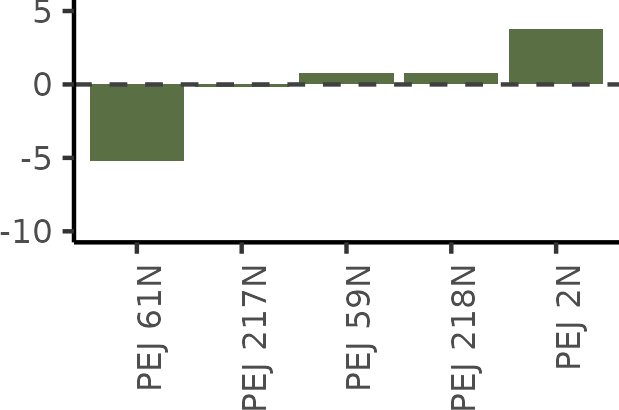 5
0
-5
-10
PEJ 61N
PEJ 217N
PEJ 59N
PEJ 218N
PEJ 2N